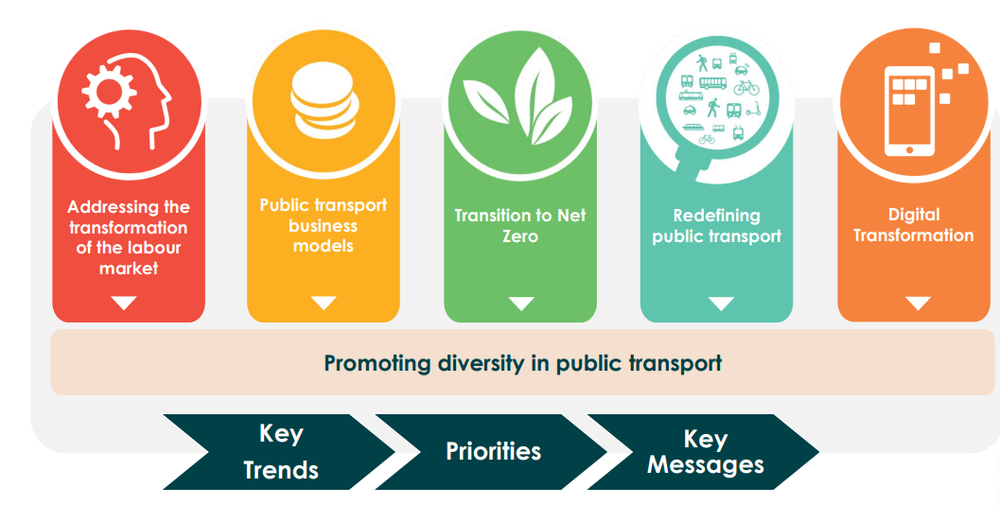 Addressing the
transformation
of the labour
market
Public transport
business
models
Transition to Net
Zero
Redefining
public transport
Digital
Transformation
Promoting diversity in public transport
Key
Trends
Priorities
Key
Messages